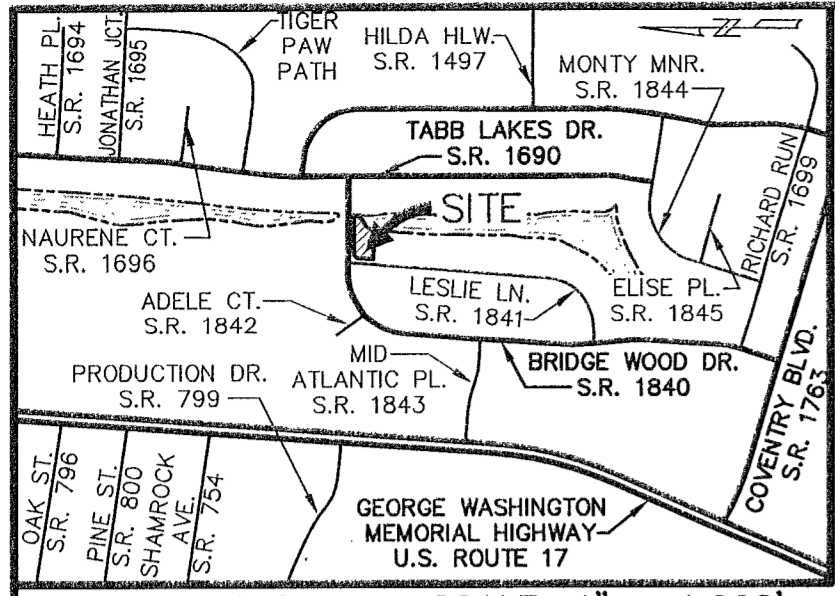 HEATH PL.
S.R. 1694
JONATHAN JCT.
S.R. 1695
TIGER
PAW
PATH
HILDA HLW.
S.R. 1497
MONTY MNR.
S.R. 1844
TABB LAKES DR.
S.R. 1690
RICHARD RUN
S.R. 1699
SITE
NAURENE CT.
S.R. 1696
ADELE CT.
S.R. 1842
LESLIE LN.
S.R. 1841
ELISE PL.
S.R. 1845
PRODUCTION DR.
S.R. 799
MID
ATLANTIC PL.
S.R. 1843
BRIDGE WOOD DR.
S.R. 1840
COVENTRY BLVD.
S.R. 1763
OAK ST.
S.R. 796
PINE ST.
S.R. 800
SHAMROCK
AVE.
S.R. 754
GEORGE WASHINGTON
MEMORIAL HIGHWAY
U.S. ROUTE 17